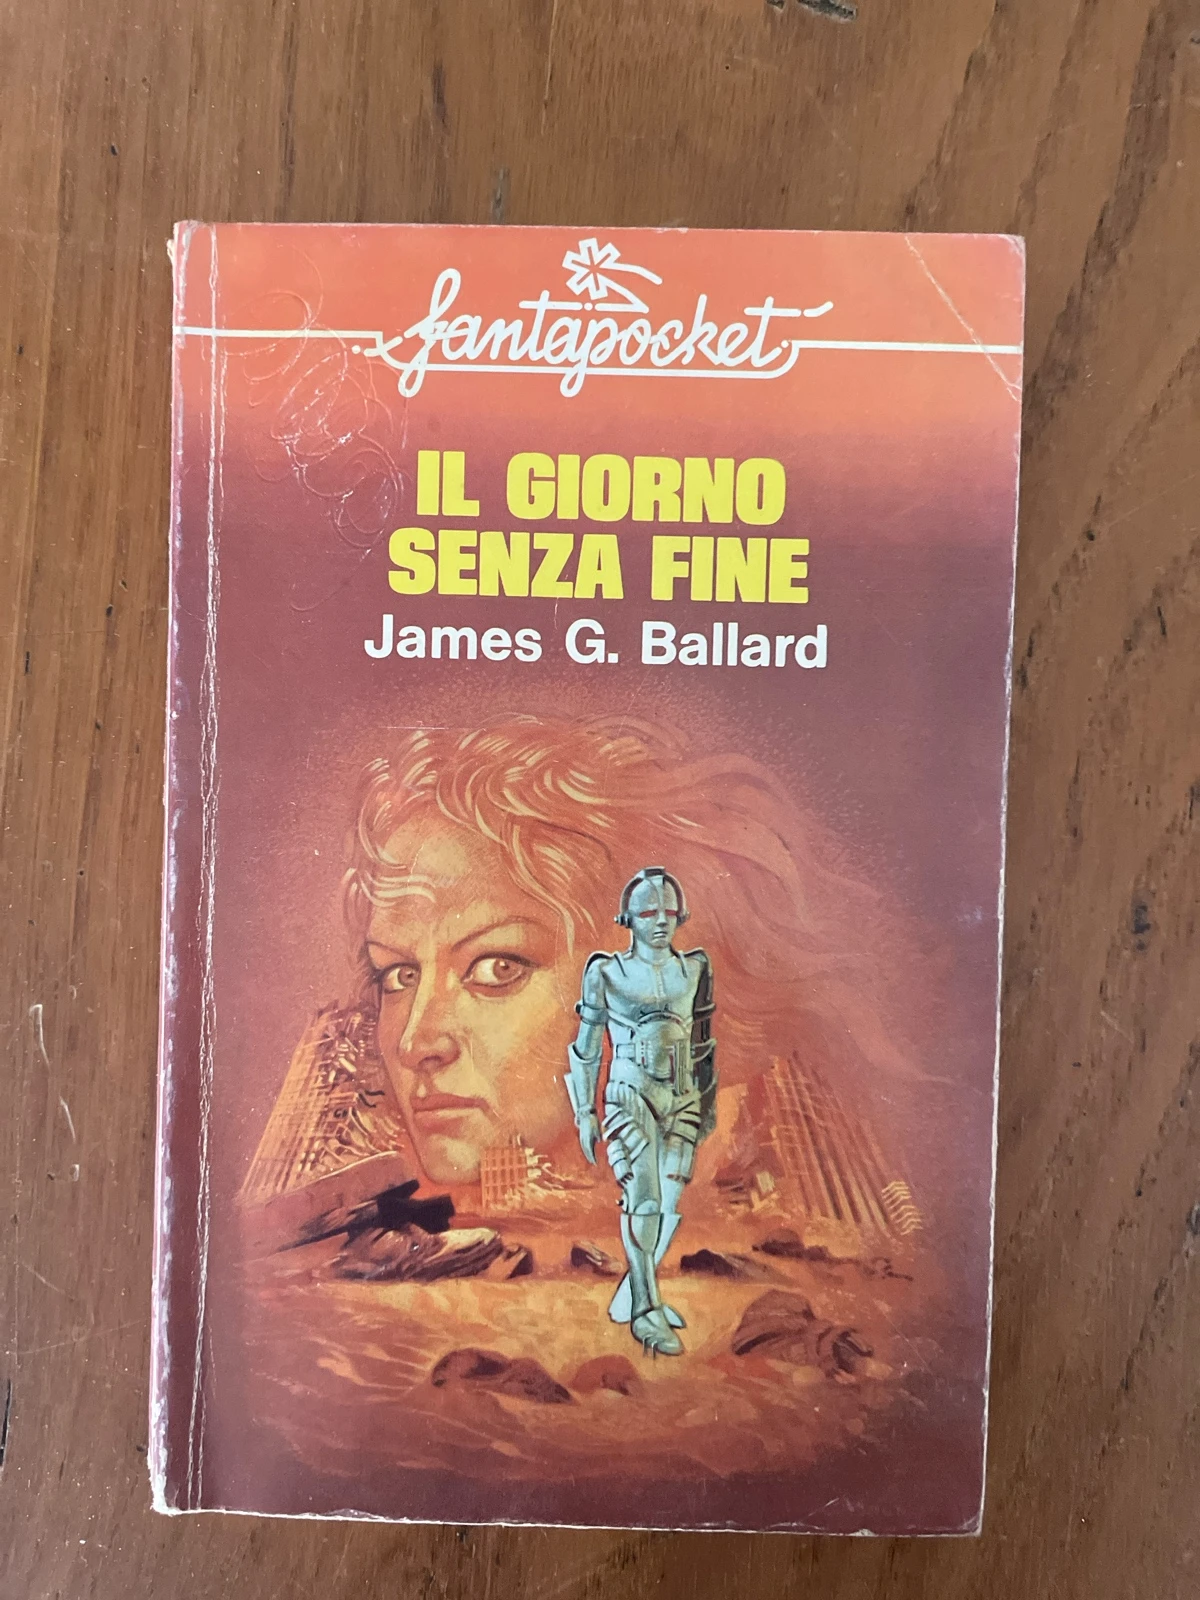 fantapocket
IL GIORNO
SENZA FINE
James G. Ballard